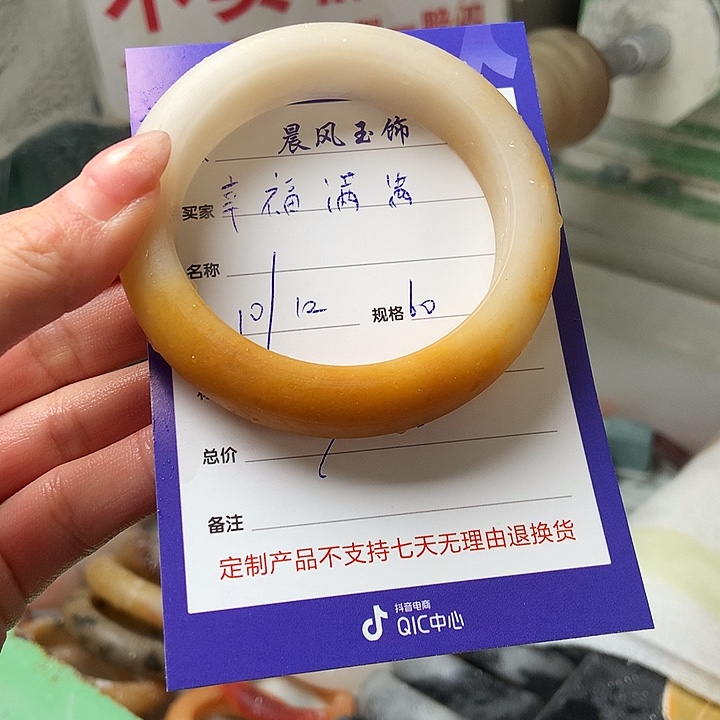 晨风玉饰
买家 幸福满满
名称
10/12 规格 60
总价
备注
定制产品不支持七天无理由退换货
抖音电商
QIC中心